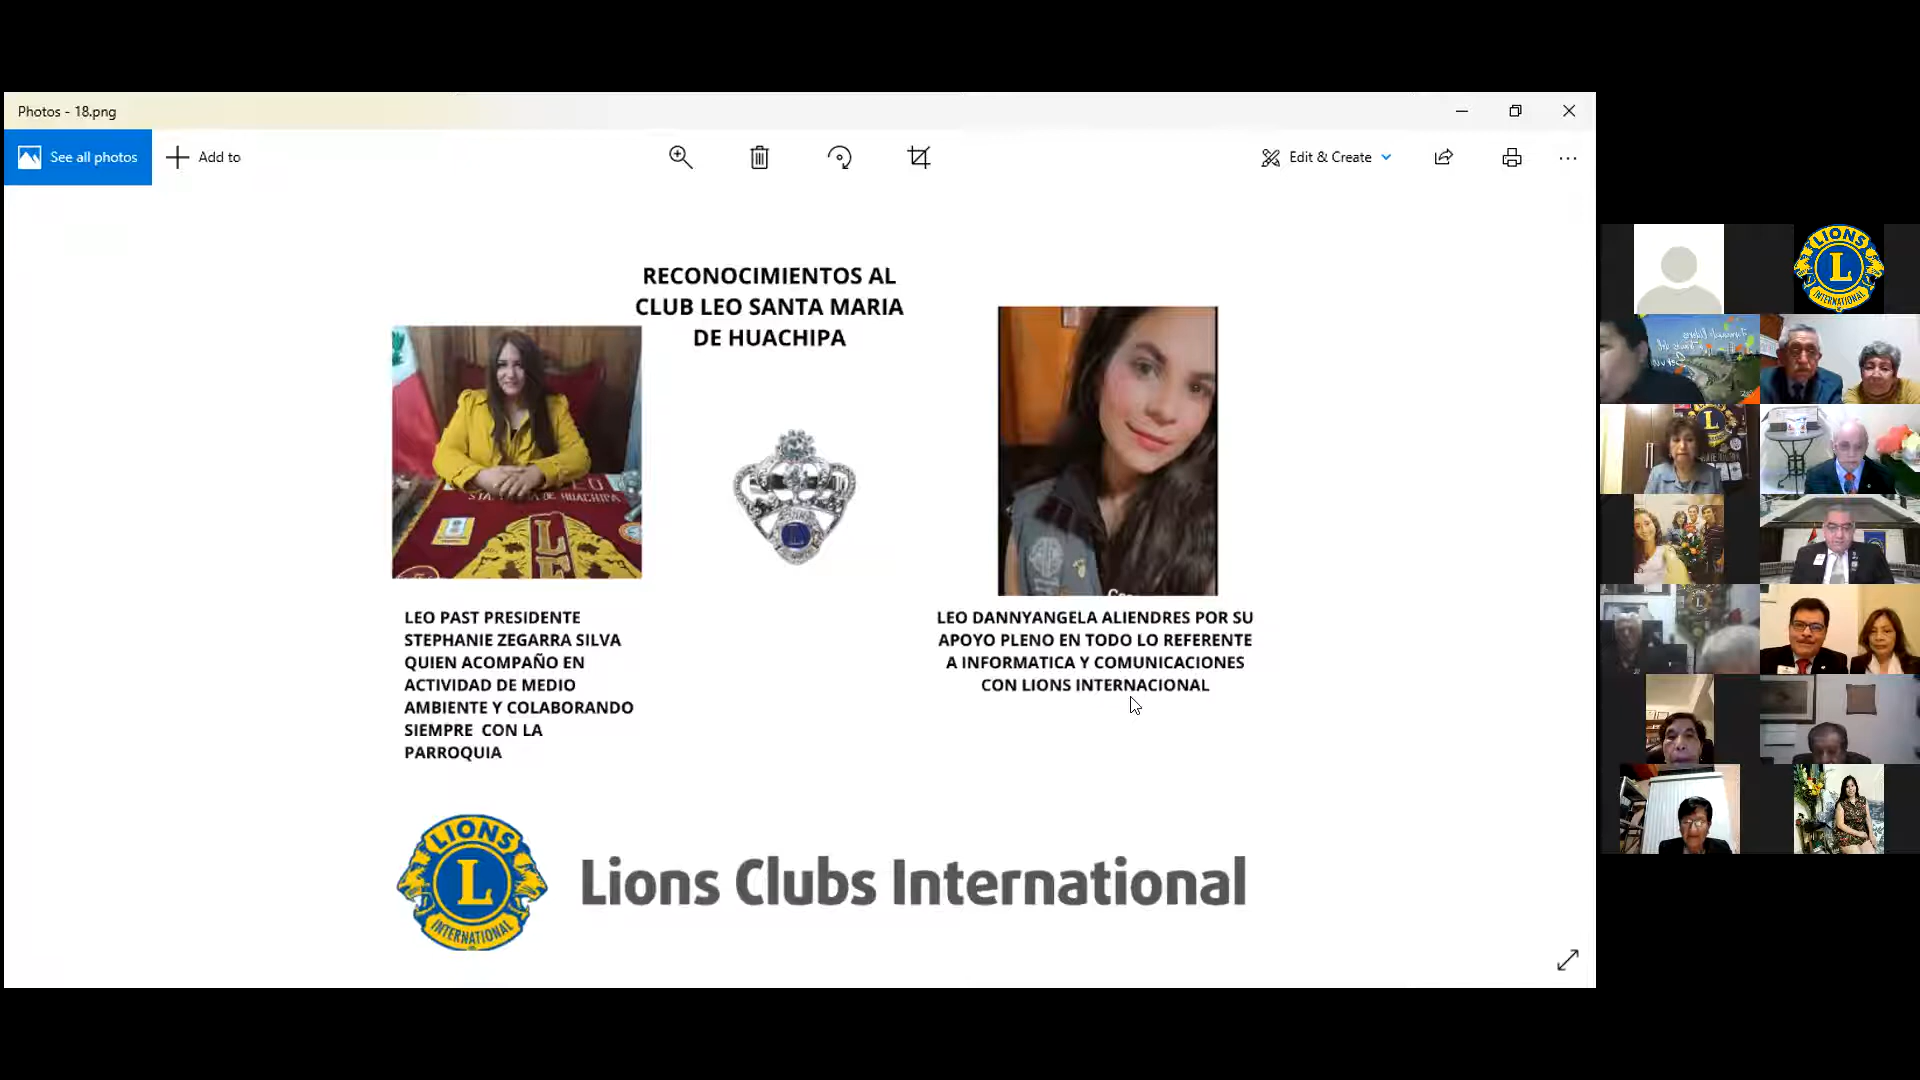 Photos - 18.png
See all photos
Add to
Edit & Create
RECONOCIMIENTOS AL
CLUB LEO SANTA MARIA
DE HUACHIPA
LEO PAST PRESIDENTE
STEPHANIE ZEGARRA SILVA
QUIEN ACOMPAÑO EN
ACTIVIDAD DE MEDIO
AMBIENTE Y COLABORANDO
SIEMPRE CON LA
PARROQUIA
LEO DANNYANGELA ALIENDRES POR SU
APOYO PLENO EN TODO LO REFERENTE
A INFORMATICA Y COMUNICACIONES
CON LIONS INTERNACIONAL
LIONS
L
INTERNATIONAL
Lions Clubs International
LIONS
L
INTERNATIONAL